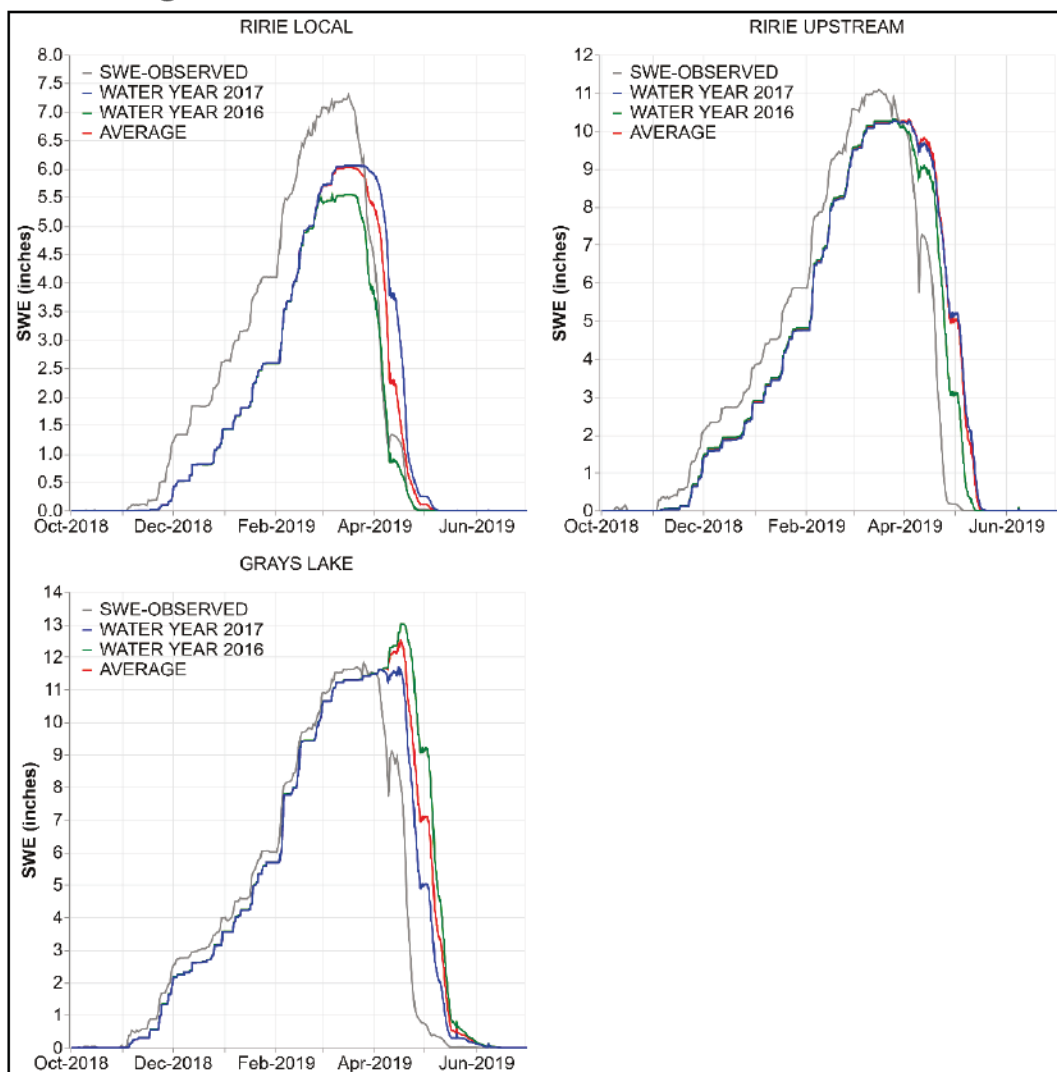 RIRIE LOCAL
8.0
7.5
7.0
6.5
6.0
5.5
5.0
4.5
4.0
3.5
3.0
2.5
2.0
1.5
1.0
0.5
0.0
SWE (inches)
SWE-OBSERVED
WATER YEAR 2017
WATER YEAR 2016
AVERAGE
Oct-2018 Dec-2018 Feb-2019 Apr-2019 Jun-2019
RIRIE UPSTREAM
12
11
10
9
8
7
6
5
4
3
2
1
0
SWE (inches)
SWE-OBSERVED
WATER YEAR 2017
WATER YEAR 2016
AVERAGE
Oct-2018 Dec-2018 Feb-2019 Apr-2019 Jun-2019
GRAYS LAKE
14
13
12
11
10
9
8
7
6
5
4
3
2
1
0
SWE (inches)
SWE-OBSERVED
WATER YEAR 2017
WATER YEAR 2016
AVERAGE
Oct-2018 Dec-2018 Feb-2019 Apr-2019 Jun-2019